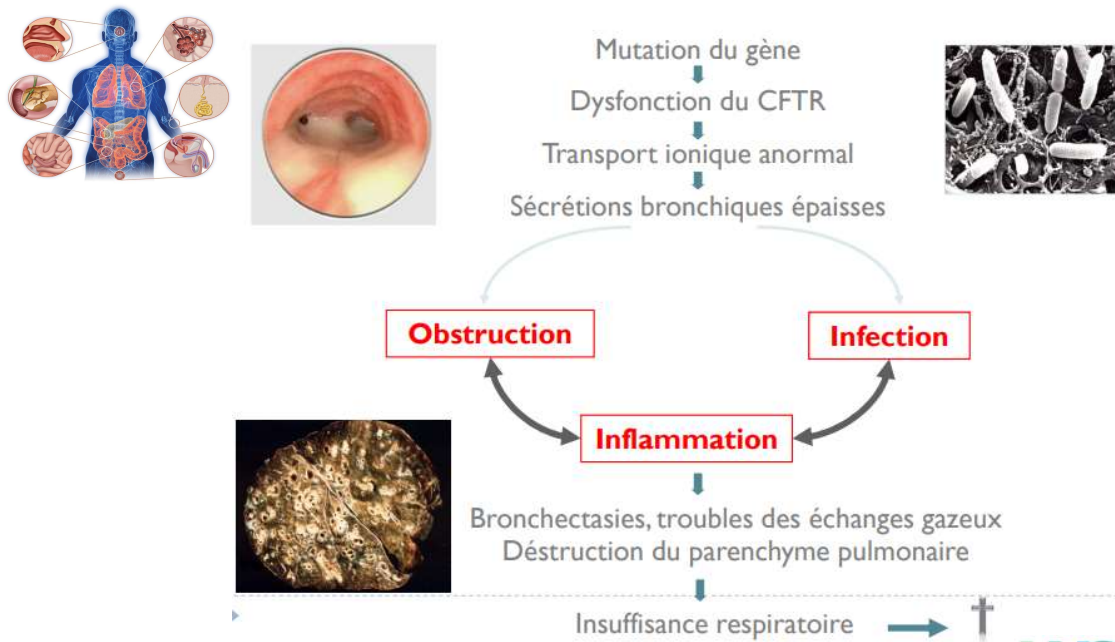 Mutation du gène
Dysfonction du CFTR
Transport ionique anormal
Sécrétions bronchiques épaisses
Obstruction
Infection
Inflammation
Bronchectasies, troubles des échanges gazeux
Déstruction du parenchyme pulmonaire
Insuffisance respiratoire